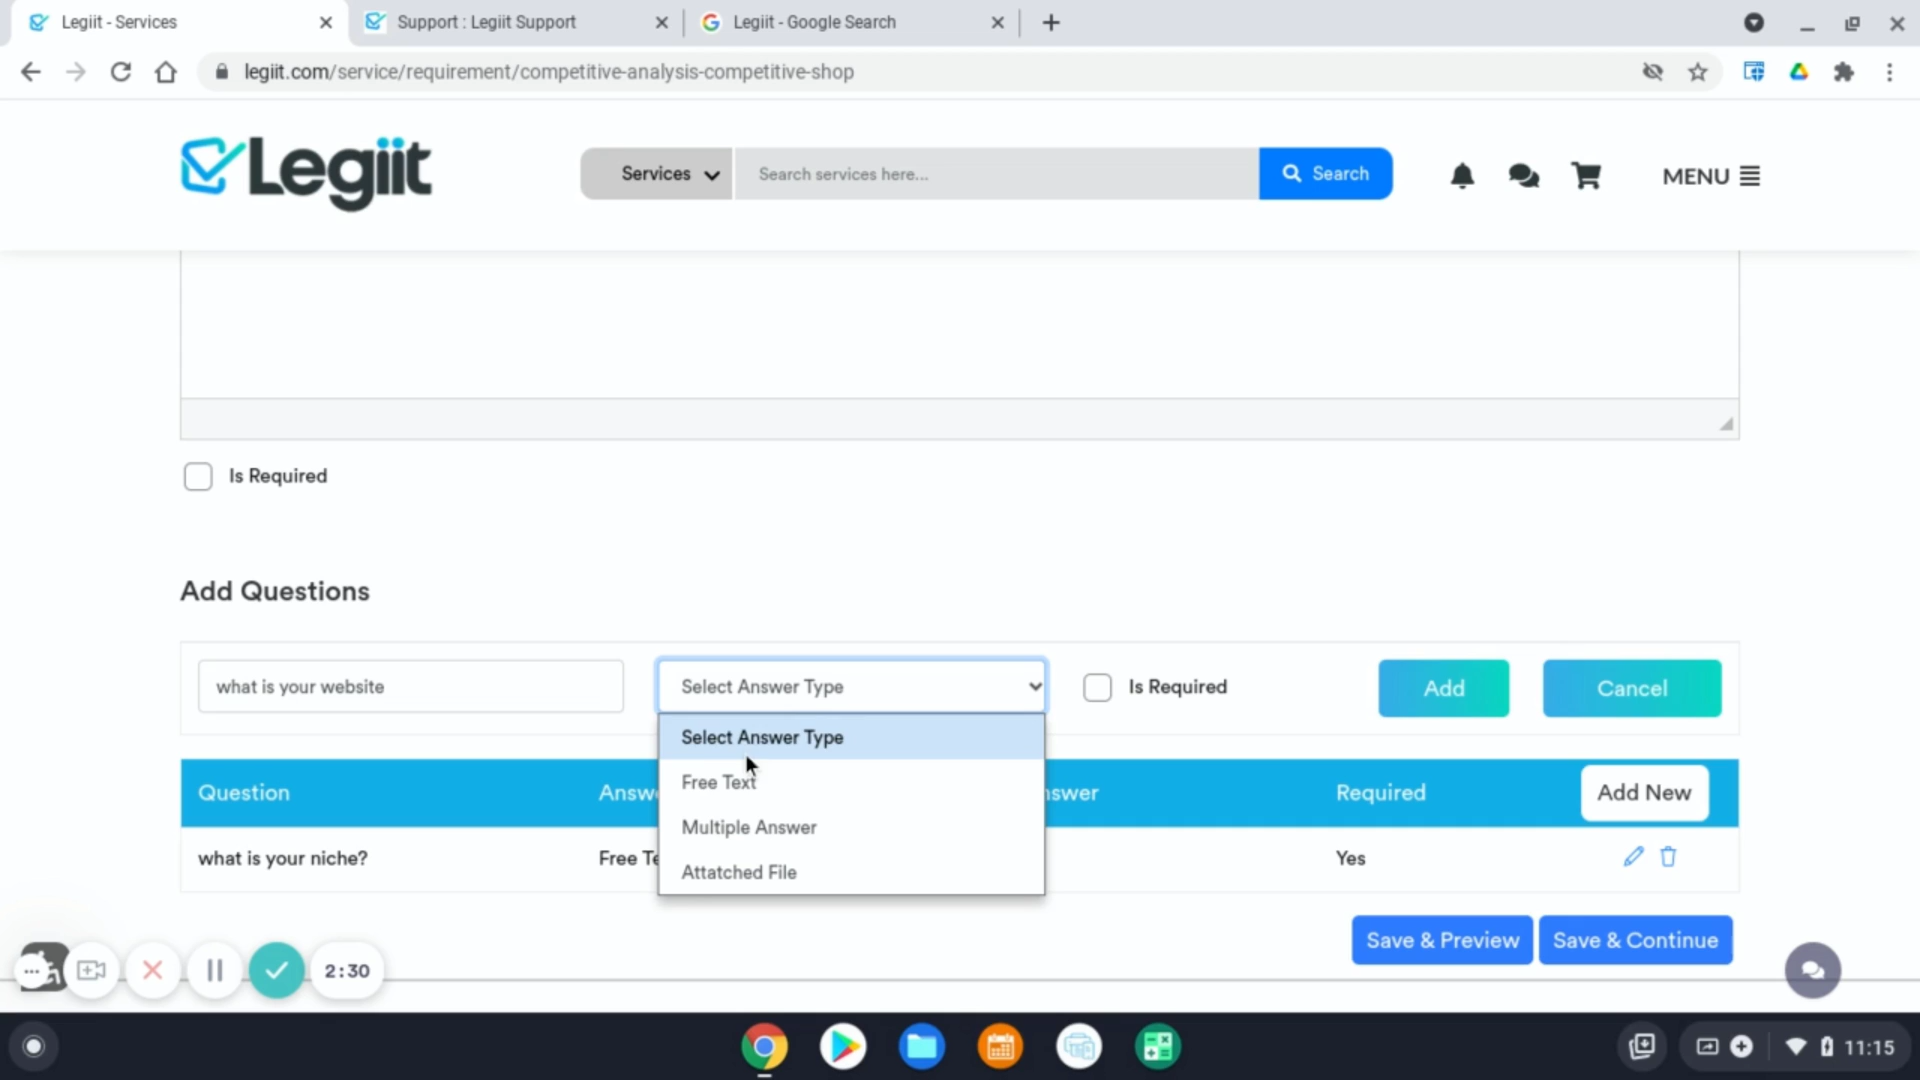 Legiit - Services
Support : Legiit Support
Legiit - Google Search
legiit.com/service/requirement/competitive-analysis-competitive-shop
Legiit
Services
Search services here...
Search
MENU
Is Required
Add Questions
what is your website
Select Answer Type
Is Required
Add
Cancel
Select Answer Type
Free Text
Multiple Answer
Attatched File
Question
Required
Add New
what is your niche?
Free
Yes
Save & Preview
Save & Continue
2:30
11:15